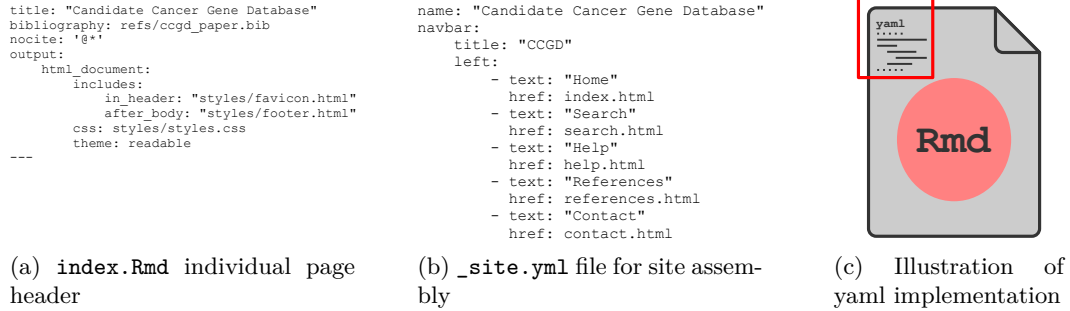 title: "Candidate Cancer Gene Database"
bibliography: refs/ccgd_paper.bib
nocite: '@*'
output:
    html_document:
        includes:
            in_header: "styles/favicon.html"
            after_body: "styles/footer.html"
        css: styles/styles.css
        theme: readable
---
(a) index.Rmd individual page
header
name: "Candidate Cancer Gene Database"
navbar:
    title: "CCGD"
    left:
        - text: "Home"
          href: index.html
        - text: "Search"
          href: search.html
        - text: "Help"
          href: help.html
        - text: "References"
          href: references.html
        - text: "Contact"
          href: contact.html
(b) _site.yml file for site assem-
bly
yaml
Rmd
(c) Illustration of
yaml implementation